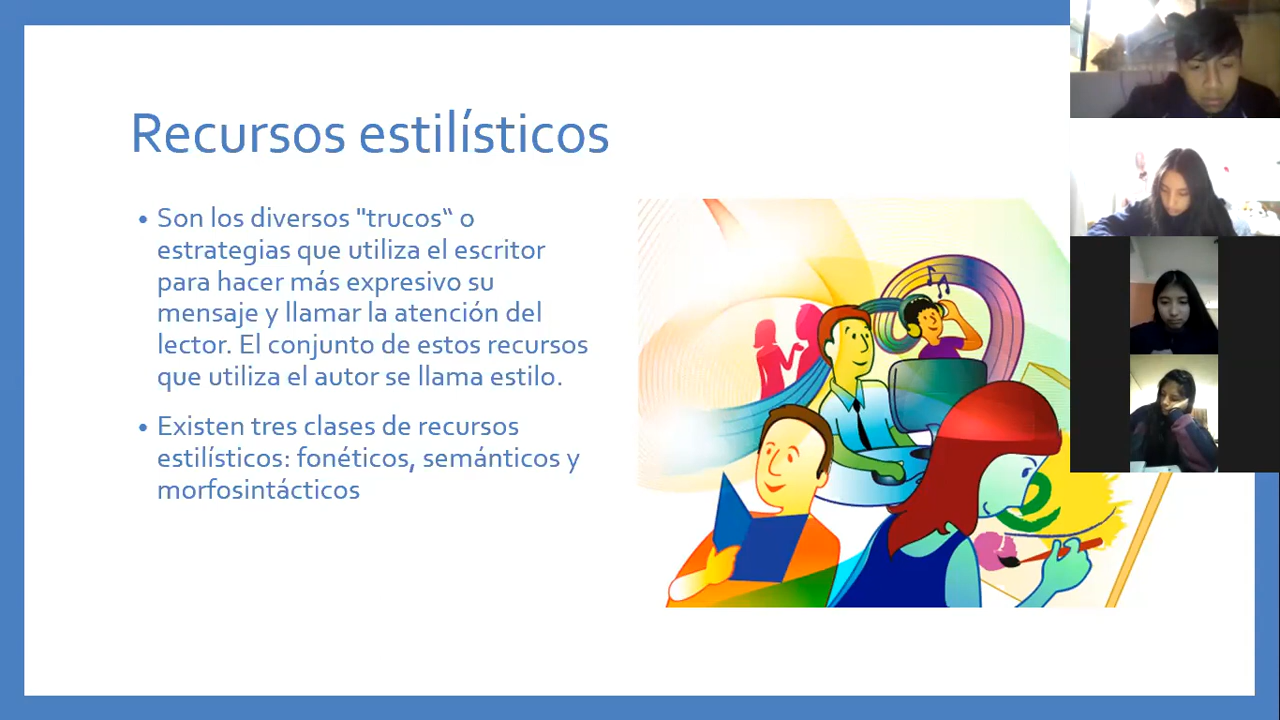 Recursos estilísticos
• Son los diversos "trucos“ o
estrategias que utiliza el escritor
para hacer más expresivo su
mensaje y llamar la atención del
lector. El conjunto de estos recursos
que utiliza el autor se llama estilo.
• Existen tres clases de recursos
estilísticos: fonéticos, semánticos y
morfosintácticos